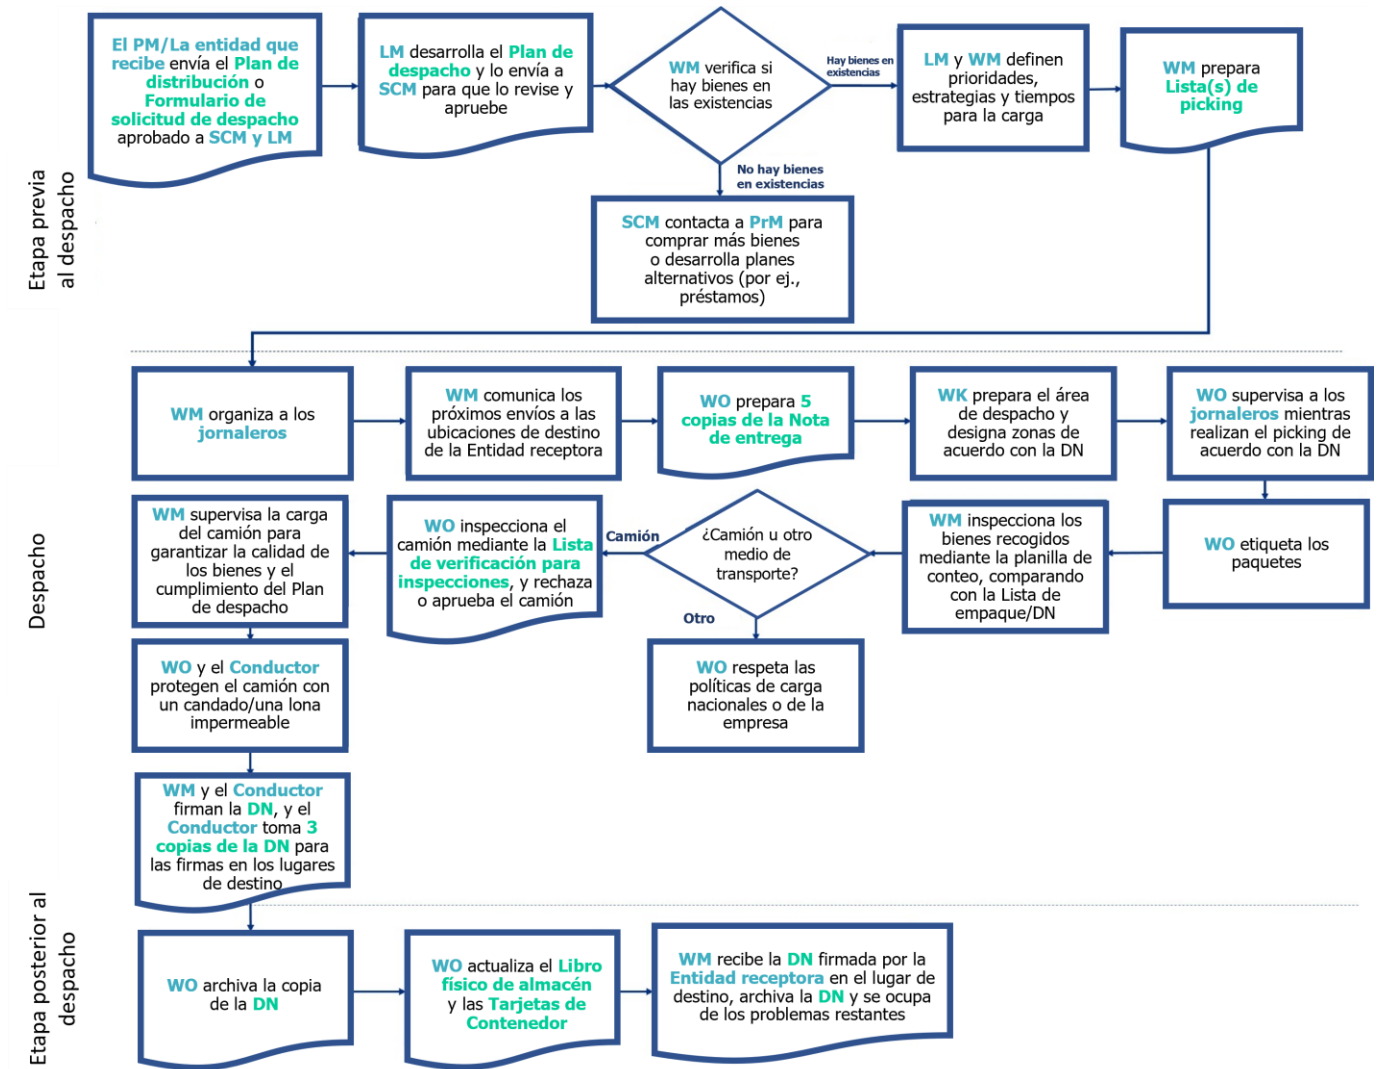 El PM/La entidad que
recibe envía el Plan de
distribución o
Formulario de
solicitud de despacho
aprobado a SCM y LM
LM desarrolla el Plan de
despacho y lo envía a
SCM para que lo revise y
apruebe
WM verifica si
hay bienes en
las existencias
Hay bienes en
existencias
LM y WM definen
prioridades,
estrategias y tiempos
para la carga
WM prepara
Lista(s) de
picking
No hay bienes
en existencias
SCM contacta a PrM para
comprar más bienes
o desarrolla planes
alternativos (por ej.,
préstamos)
Etapa previa
al despacho
WM organiza a los
jornaleros
WM comunica los
próximos envíos a las
ubicaciones de destino
de la Entidad receptora
WO prepara 5
copias de la Nota
de entrega
WK prepara el área
de despacho y
designa zonas de
acuerdo con la DN
WO supervisa a los
jornaleros mientras
realizan el picking de
acuerdo con la DN
WO etiqueta los
paquetes
WM inspecciona los
bienes recogidos
mediante la planilla de
conteo, comparando
con la Lista de
empaque/DN
¿Camión u otro
medio de
transporte?
Camión
Otro
WO respeta las
políticas de carga
nacionales o de la
empresa
WO inspecciona el
camión mediante la Lista
de verificación para
inspecciones, y rechaza
o aprueba el camión
WM supervisa la carga
del camión para
garantizar la calidad de
los bienes y el
cumplimiento del Plan
de despacho
WO y el Conductor
protegen el camión con
un candado/una lona
impermeable
WM y el Conductor
firman la DN, y el
Conductor toma 3
copias de la DN para
las firmas en los lugares
de destino
Despacho
WO archiva la copia
de la DN
WO actualiza el Libro
físico de almacén
y las Tarjetas de
Contenedor
WM recibe la DN firmada por la
Entidad receptora en el lugar de
destino, archiva la DN y se ocupa
de los problemas restantes
Etapa posterior al
despacho